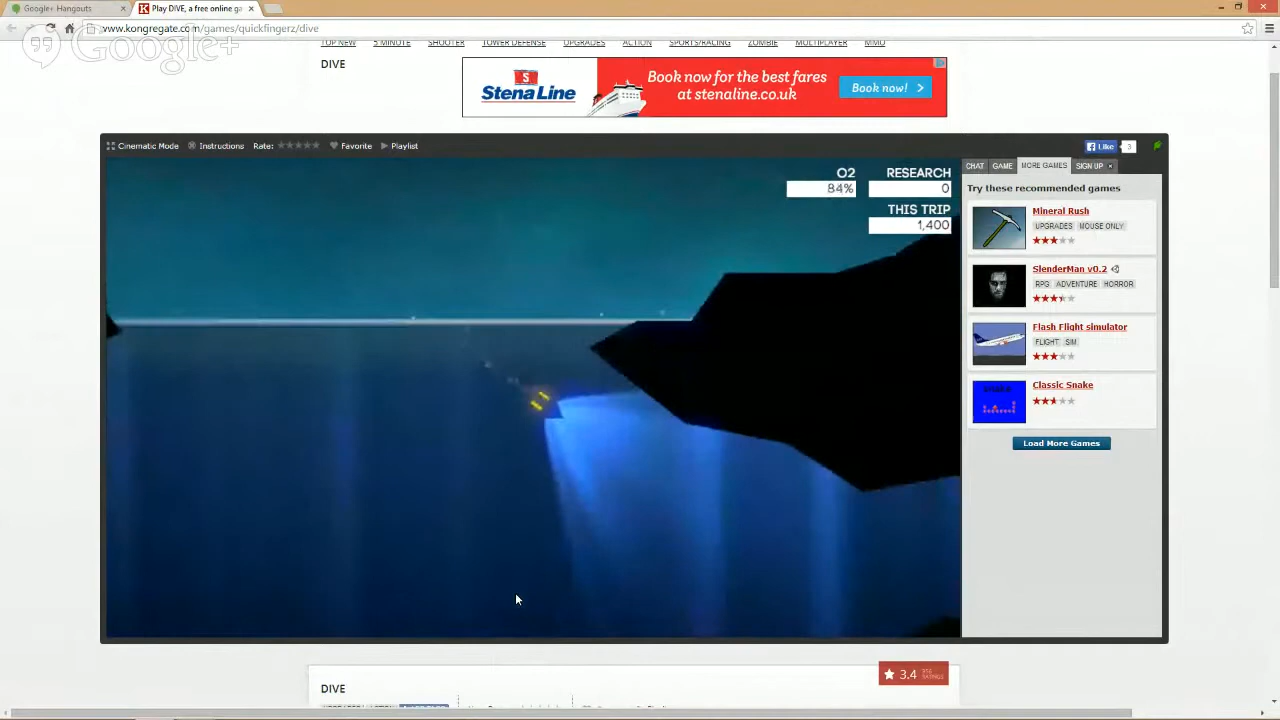 Google+ Hangouts
Play DIVE, a free online ga
www.kongregate.com/games/quickfingerz/dive
Google+
TOP NEW 5 MINUTE SHOOTER TOWER DEFENSE UPGRADES ACTION SPORTS/RACING ZOMBIE MULTIPLAYER MMO
DIVE
Stena Line
Book now for the best fares
at stenaline.co.uk
Book now!
Cinematic Mode Instructions Rate: Favorite Playlist
Like 3
O2 RESEARCH
84% 0
THIS TRIP
1,400
CHAT GAME MORE GAMES SIGN UP
Try these recommended games
Mineral Rush
UPGRADES MOUSE ONLY
SlenderMan v0.2
RPG ADVENTURE HORROR
Flash Flight simulator
FLIGHT SIM
Classic Snake
Load More Games
3.4
RATINGS
DIVE